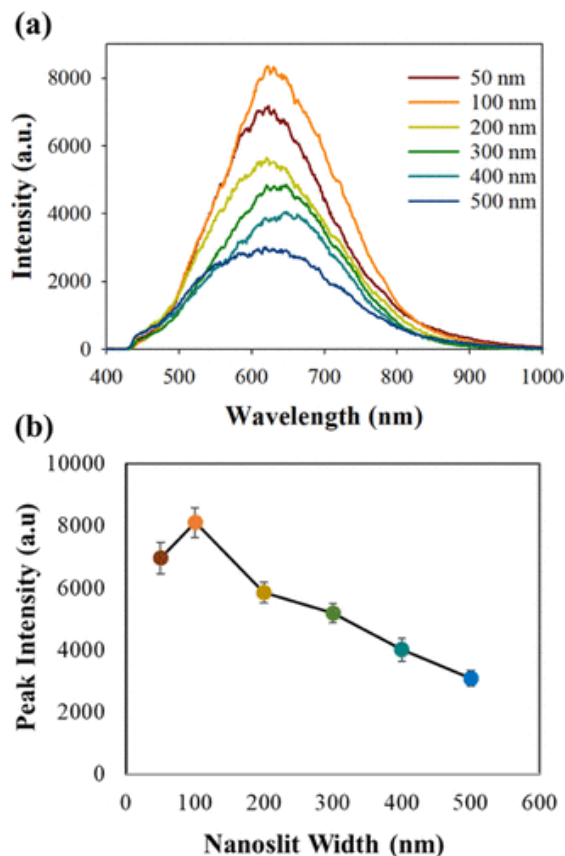 (a)
8000
6000
4000
2000
0
Intensity (a.u.)
50 nm
100 nm
200 nm
300 nm
400 nm
500 nm
400 500 600 700 800 900 1000
Wavelength (nm)
(b)
10000
8000
6000
4000
2000
0
Peak Intensity (a.u)
0 100 200 300 400 500 600
Nanoslit Width (nm)